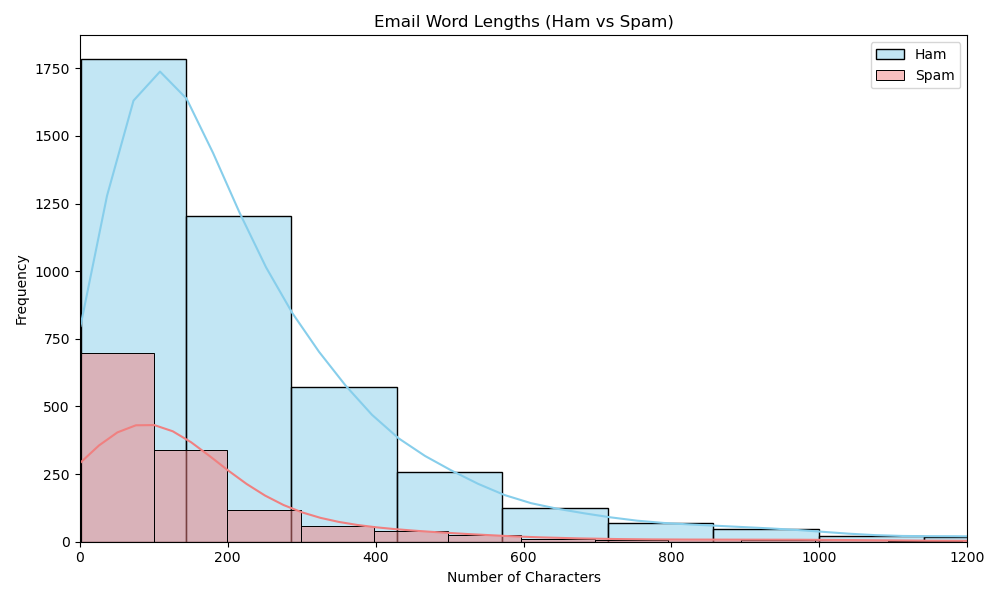 Email Word Lengths (Ham vs Spam)
Ham
Spam
1750
1500
1250
1000
750
500
250
0
Frequency
0 200 400 600 800 1000 1200
Number of Characters